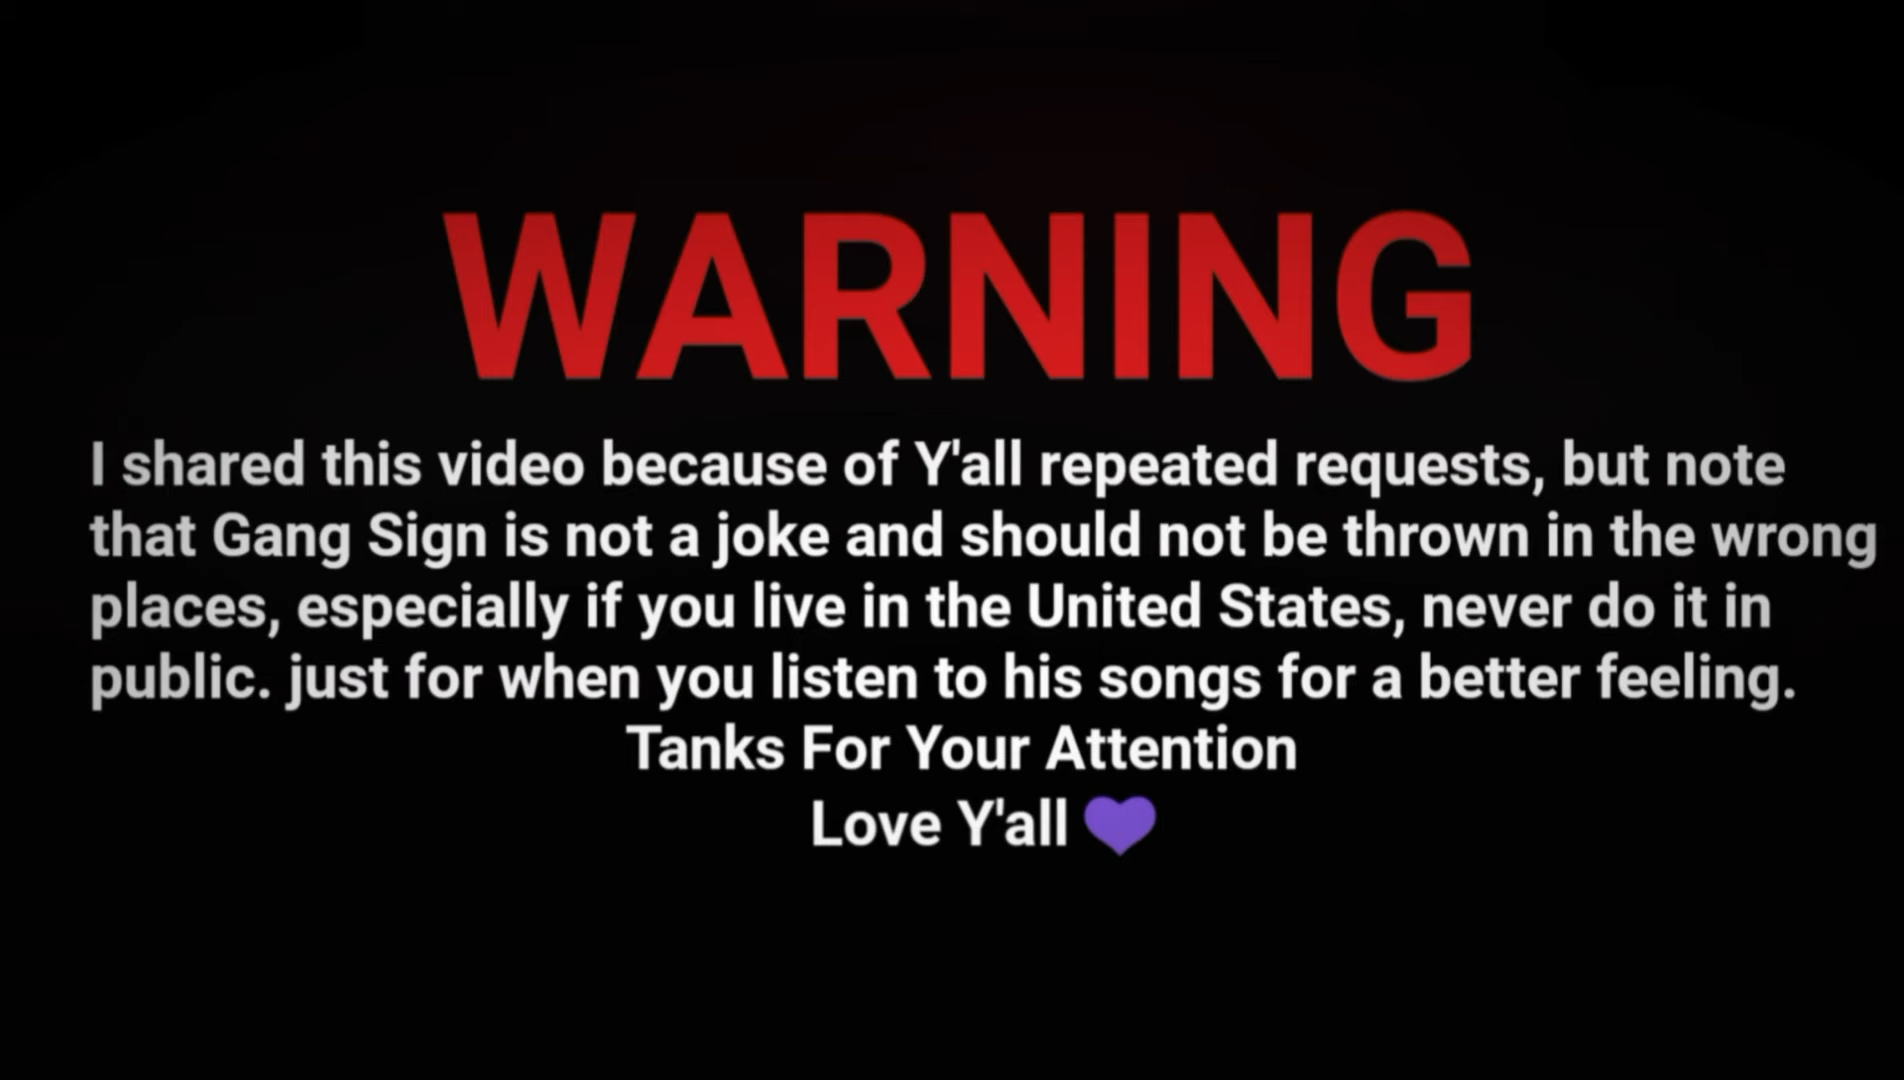 WARNING
I shared this video because of Y'all repeated requests, but note
that Gang Sign is not a joke and should not be thrown in the wrong
places, especially if you live in the United States, never do it in
public. just for when you listen to his songs for a better feeling.
Tanks For Your Attention
Love Y'all 💜